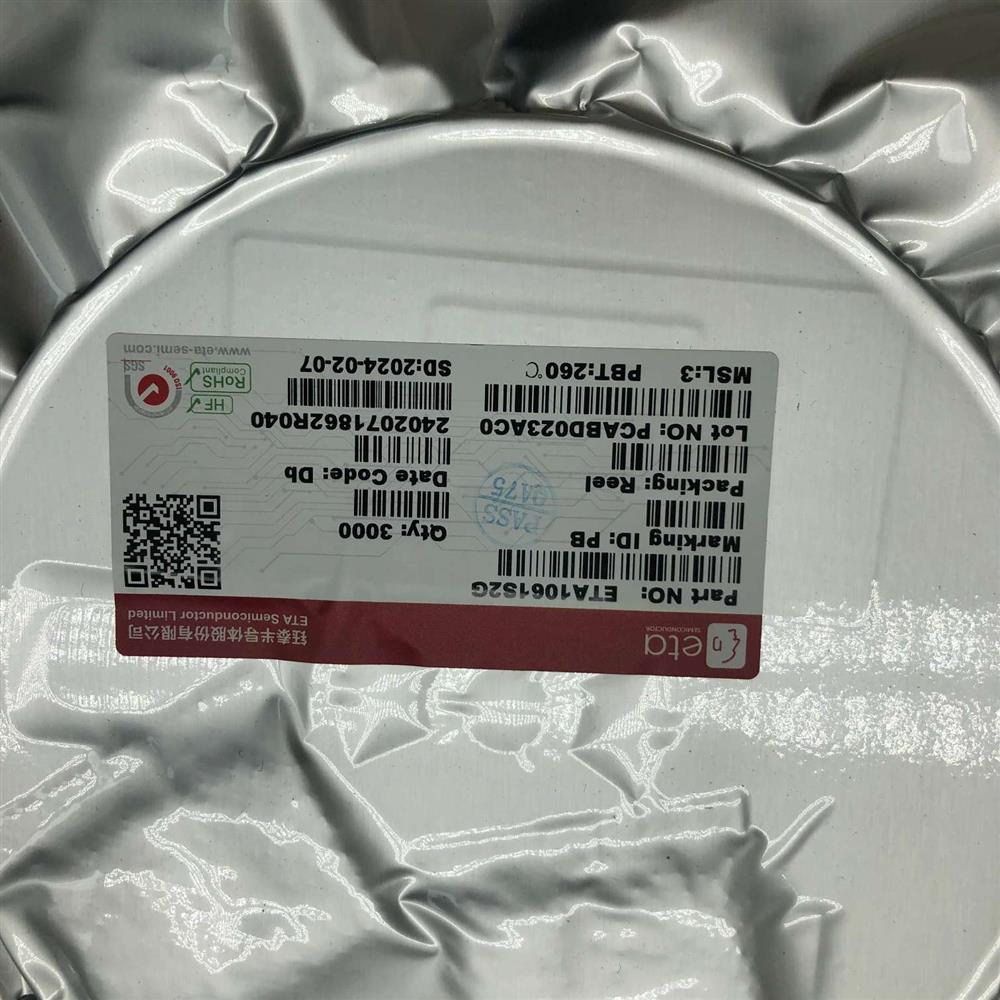 eta
SEMICONDUCTOR
钰泰半导体股份有限公司
ETA Semiconductor Limited
Part NO: ETA1061S2G
Marking ID: PB
Qty: 3000
Packing: Reel
Date Code: Db
PASS
QA75
Lot NO: PCABD023AC0
2402071862R040
HF
RoHS
Compliant
ISO 9001
SGS
MSL:3
PBT:260℃
SD:2024-02-07
www.eta-semi.com